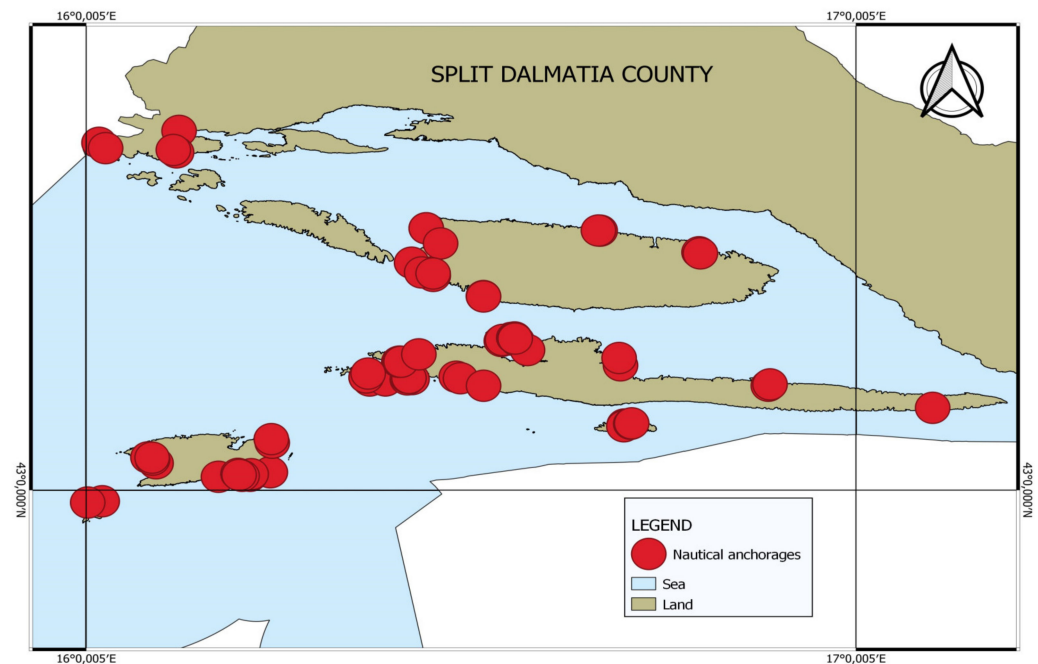 16°0,005′E
17°0,005′E
SPLIT DALMATIA COUNTY
43°0,000′N
43°0,000′N
LEGEND
Nautical anchorages
Sea
Land
16°0,005′E
17°0,005′E